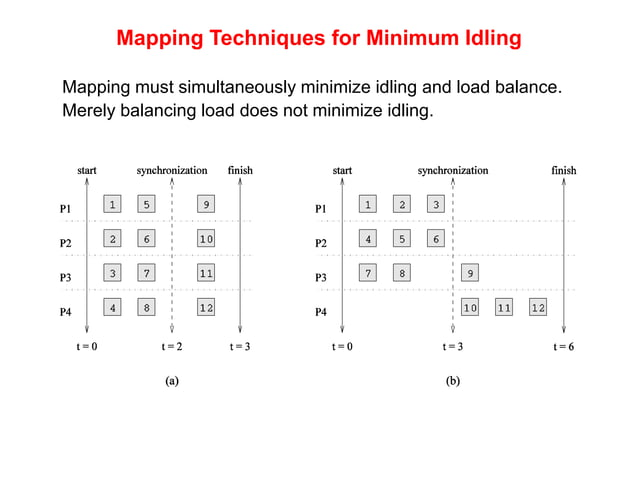 Mapping Techniques for Minimum Idling
Mapping must simultaneously minimize idling and load balance.
Merely balancing load does not minimize idling.
start synchronization finish
P1 1 5 9
P2 2 6 10
P3 3 7 11
P4 4 8 12
t = 0 t = 2 t = 3
(a)
start synchronization finish
P1 1 2 3
P2 4 5 6
P3 7 8 9
P4 10 11 12
t = 0 t = 3 t = 6
(b)